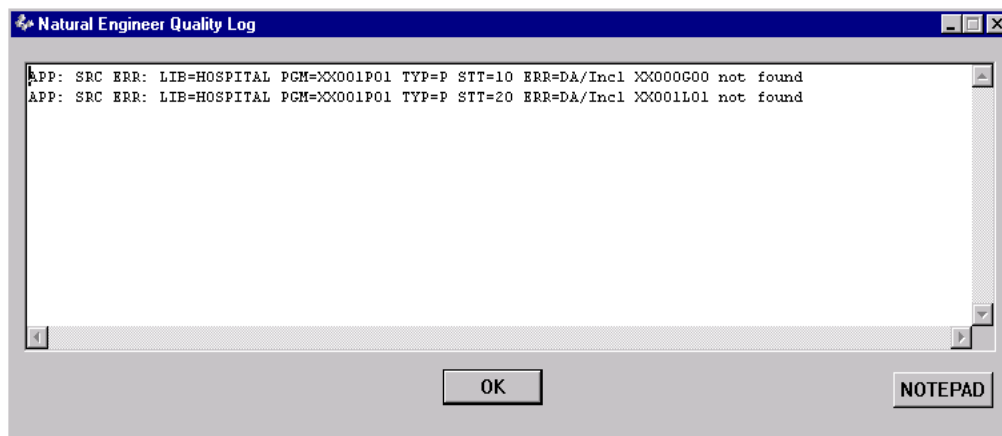 Natural Engineer Quality Log
APP: SRC ERR: LIB=HOSPITAL PGM=XX001P01 TYP=P STT=10 ERR=DA/Incl XX000G00 not found
APP: SRC ERR: LIB=HOSPITAL PGM=XX001P01 TYP=P STT=20 ERR=DA/Incl XX001L01 not found
OK
NOTEPAD